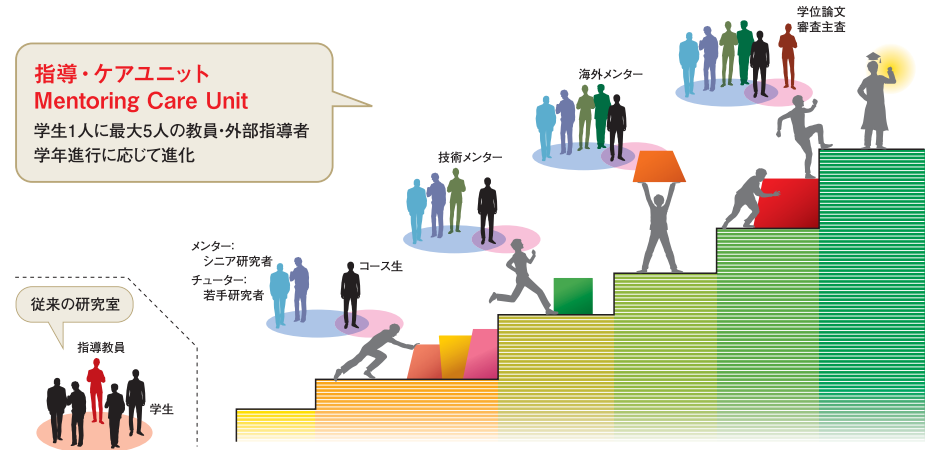 指導・ケアユニット
Mentoring Care Unit
学生1人に最大5人の教員・外部指導者
学年進行に応じて進化
学位論文
審査主査
海外メンター
技術メンター
メンター：
シニア研究者
チューター：
若手研究者
コース生
従来の研究室
指導教員
学生